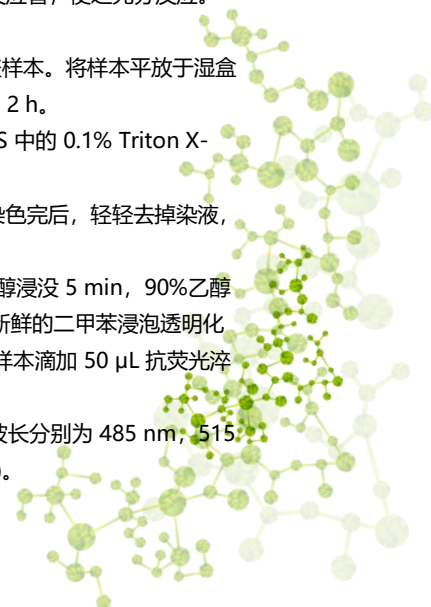 应管，使之充分反应。
样本。将样本平放于湿盒
2 h。
S 中的 0.1% Triton X-
染色完后，轻轻去掉染液，
醇浸没 5 min，90%乙醇
新鲜的二甲苯浸泡透明化
样本滴加 50 μL 抗荧光淬
波长分别为 485 nm；515
。